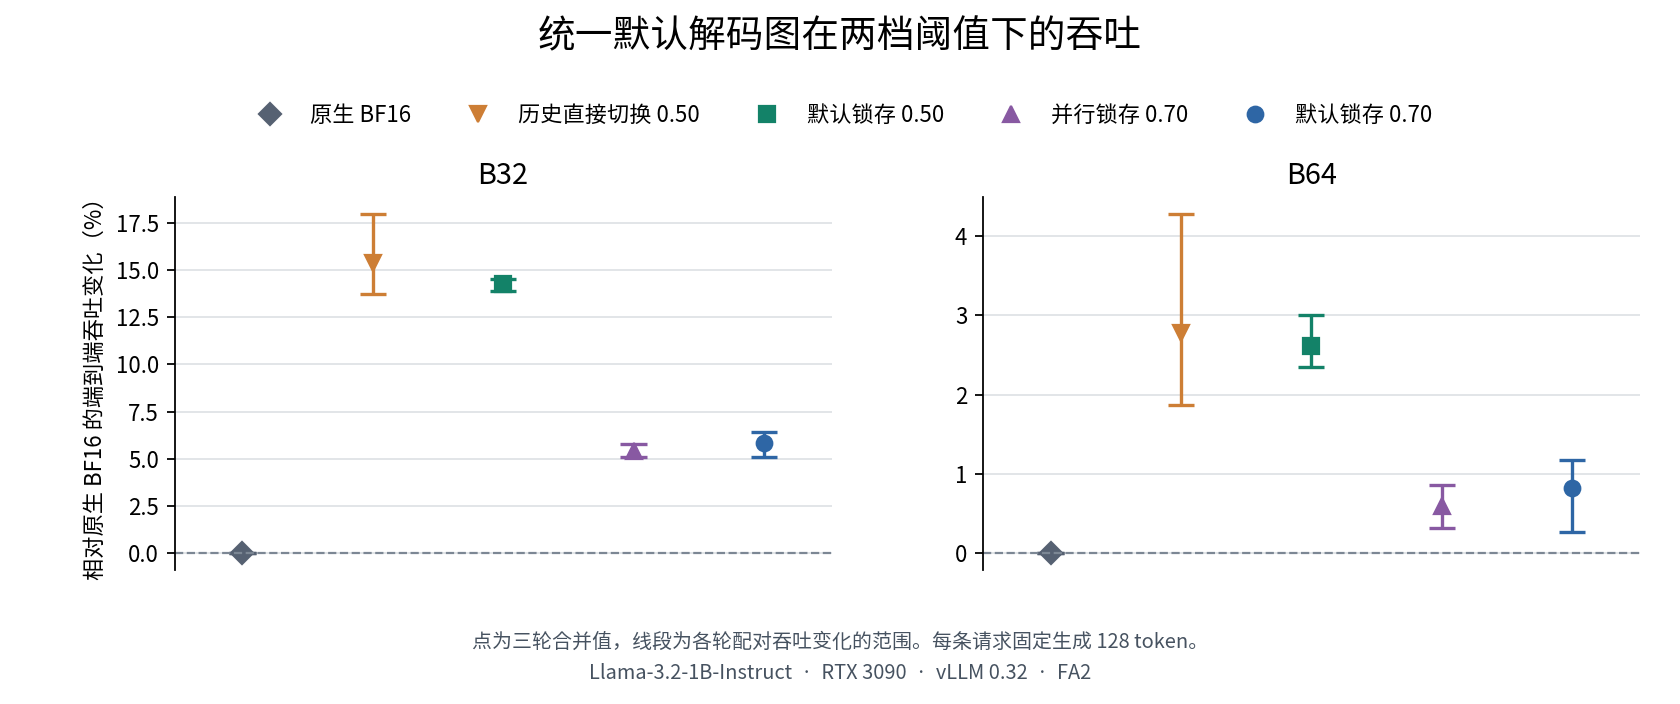 统一默认解码图在两档阈值下的吞吐
原生 BF16
历史直接切换 0.50
默认锁存 0.50
并行锁存 0.70
默认锁存 0.70
B32
相对原生 BF16 的端到端吞吐变化（%）
17.5
15.0
12.5
10.0
7.5
5.0
2.5
0.0
B64
4
3
2
1
0
点为三轮合并值，线段为各轮配对吞吐变化的范围。每条请求固定生成 128 token。
Llama-3.2-1B-Instruct · RTX 3090 · vLLM 0.32 · FA2